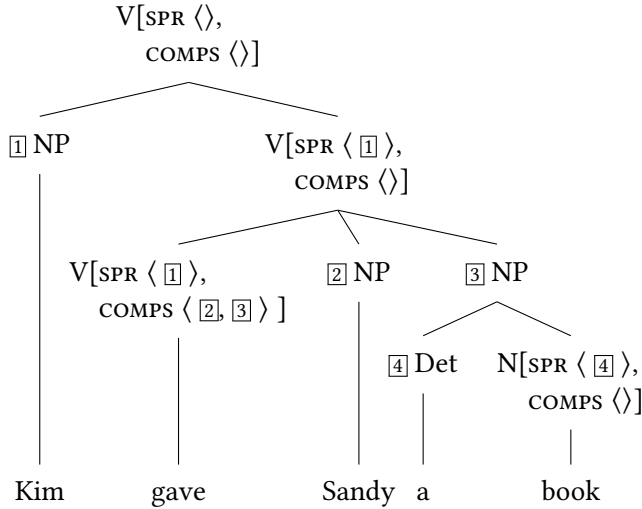 V[SPR ⟨⟩,
COMPS ⟨⟩]
1 NP V[SPR ⟨ 1 ⟩,
COMPS ⟨⟩]
V[SPR ⟨ 1 ⟩, 2 NP 3 NP
COMPS ⟨ 2, 3 ⟩ ]
4 Det N[SPR ⟨ 4 ⟩,
COMPS ⟨⟩]
Kim gave Sandy a book